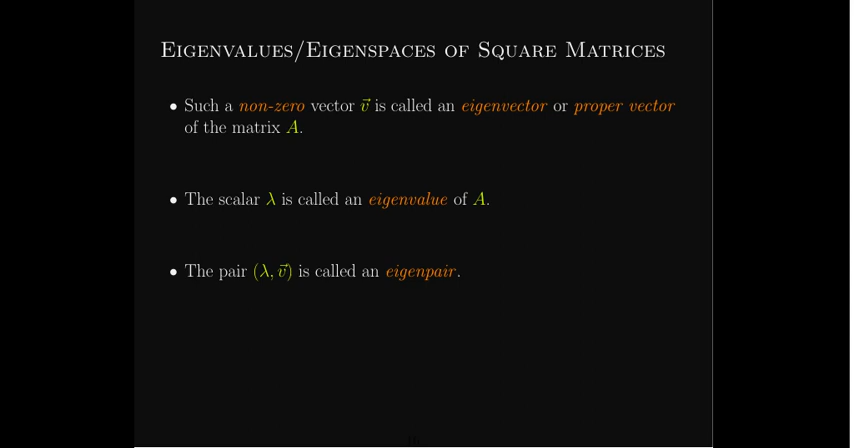 Eigenvalues/Eigenspaces of Square Matrices
• Such a non-zero vector v⃗ is called an eigenvector or proper vector
of the matrix A.
• The scalar λ is called an eigenvalue of A.
• The pair (λ, v⃗) is called an eigenpair.